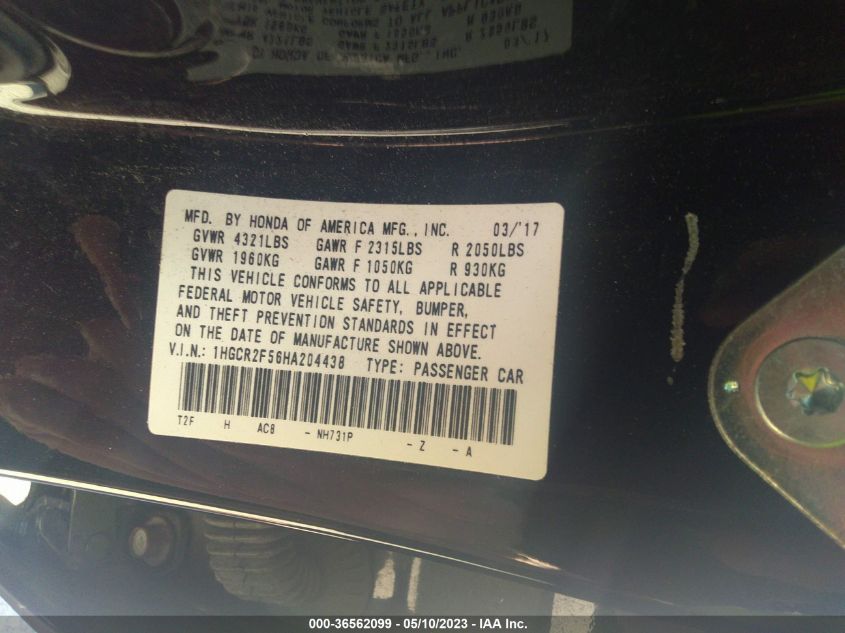 MFD. BY HONDA OF AMERICA MFG., INC. 03/'17
GVWR 4321LBS GAWR F 2315LBS R 2050LBS
GVWR 1960KG GAWR F 1050KG R 930KG
THIS VEHICLE CONFORMS TO ALL APPLICABLE
FEDERAL MOTOR VEHICLE SAFETY, BUMPER,
AND THEFT PREVENTION STANDARDS IN EFFECT
ON THE DATE OF MANUFACTURE SHOWN ABOVE.
V.I.N.: 1HGCR2F56HA204438 TYPE: PASSENGER CAR
T2F H AC8 - NH731P - Z - A
000-36562099 - 05/10/2023 - IAA Inc.